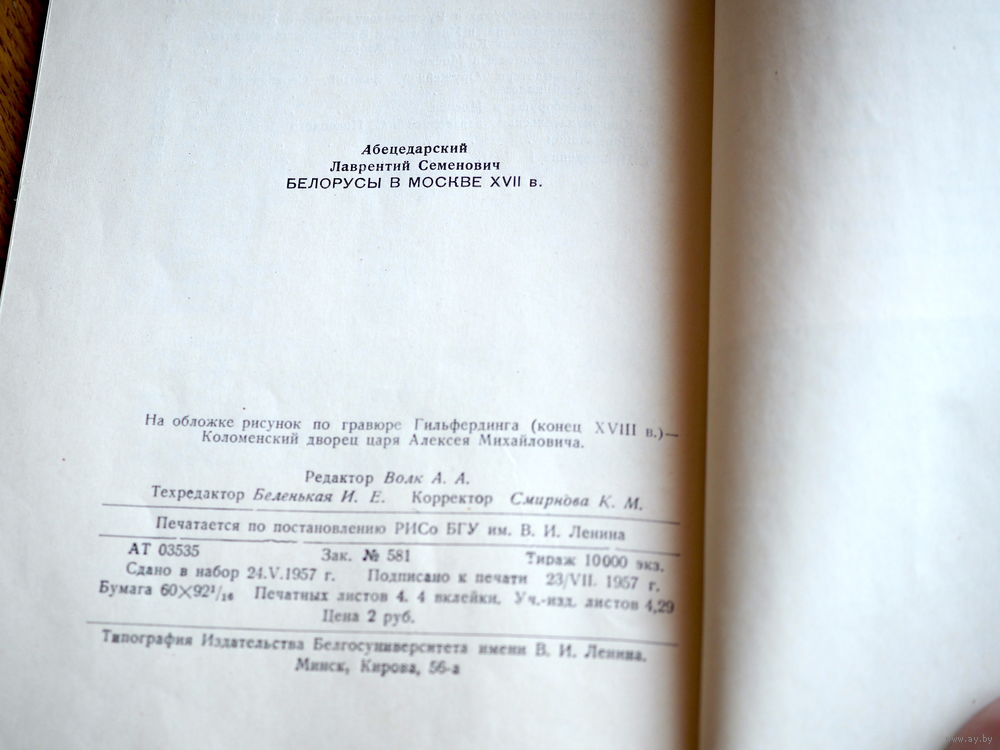 Абецедарский
Лаврентий Семенович
БЕЛОРУСЫ В МОСКВЕ XVII в.
На обложке рисунок по гравюре Гильфердинга (конец XVIII в.)—
Коломенский дворец царя Алексея Михайловича.
Редактор Волк А. А.
Техредактор Беленькая И. Е. Корректор Смирнова К. М.
Печатается по постановлению РИСо БГУ им. В. И. Ленина
АТ 03535 Зак. № 581 Тираж 10000 экз.
Сдано в набор 24.V.1957 г. Подписано к печати 23/VII. 1957 г.
Бумага 60×92¹/₁₆ Печатных листов 4. 4 вклейки. Уч.-изд. листов 4,29
Цена 2 руб.
Типография Издательства Белгосуниверситета имени В. И. Ленина.
Минск, Кирова, 56-а
www.ay.by